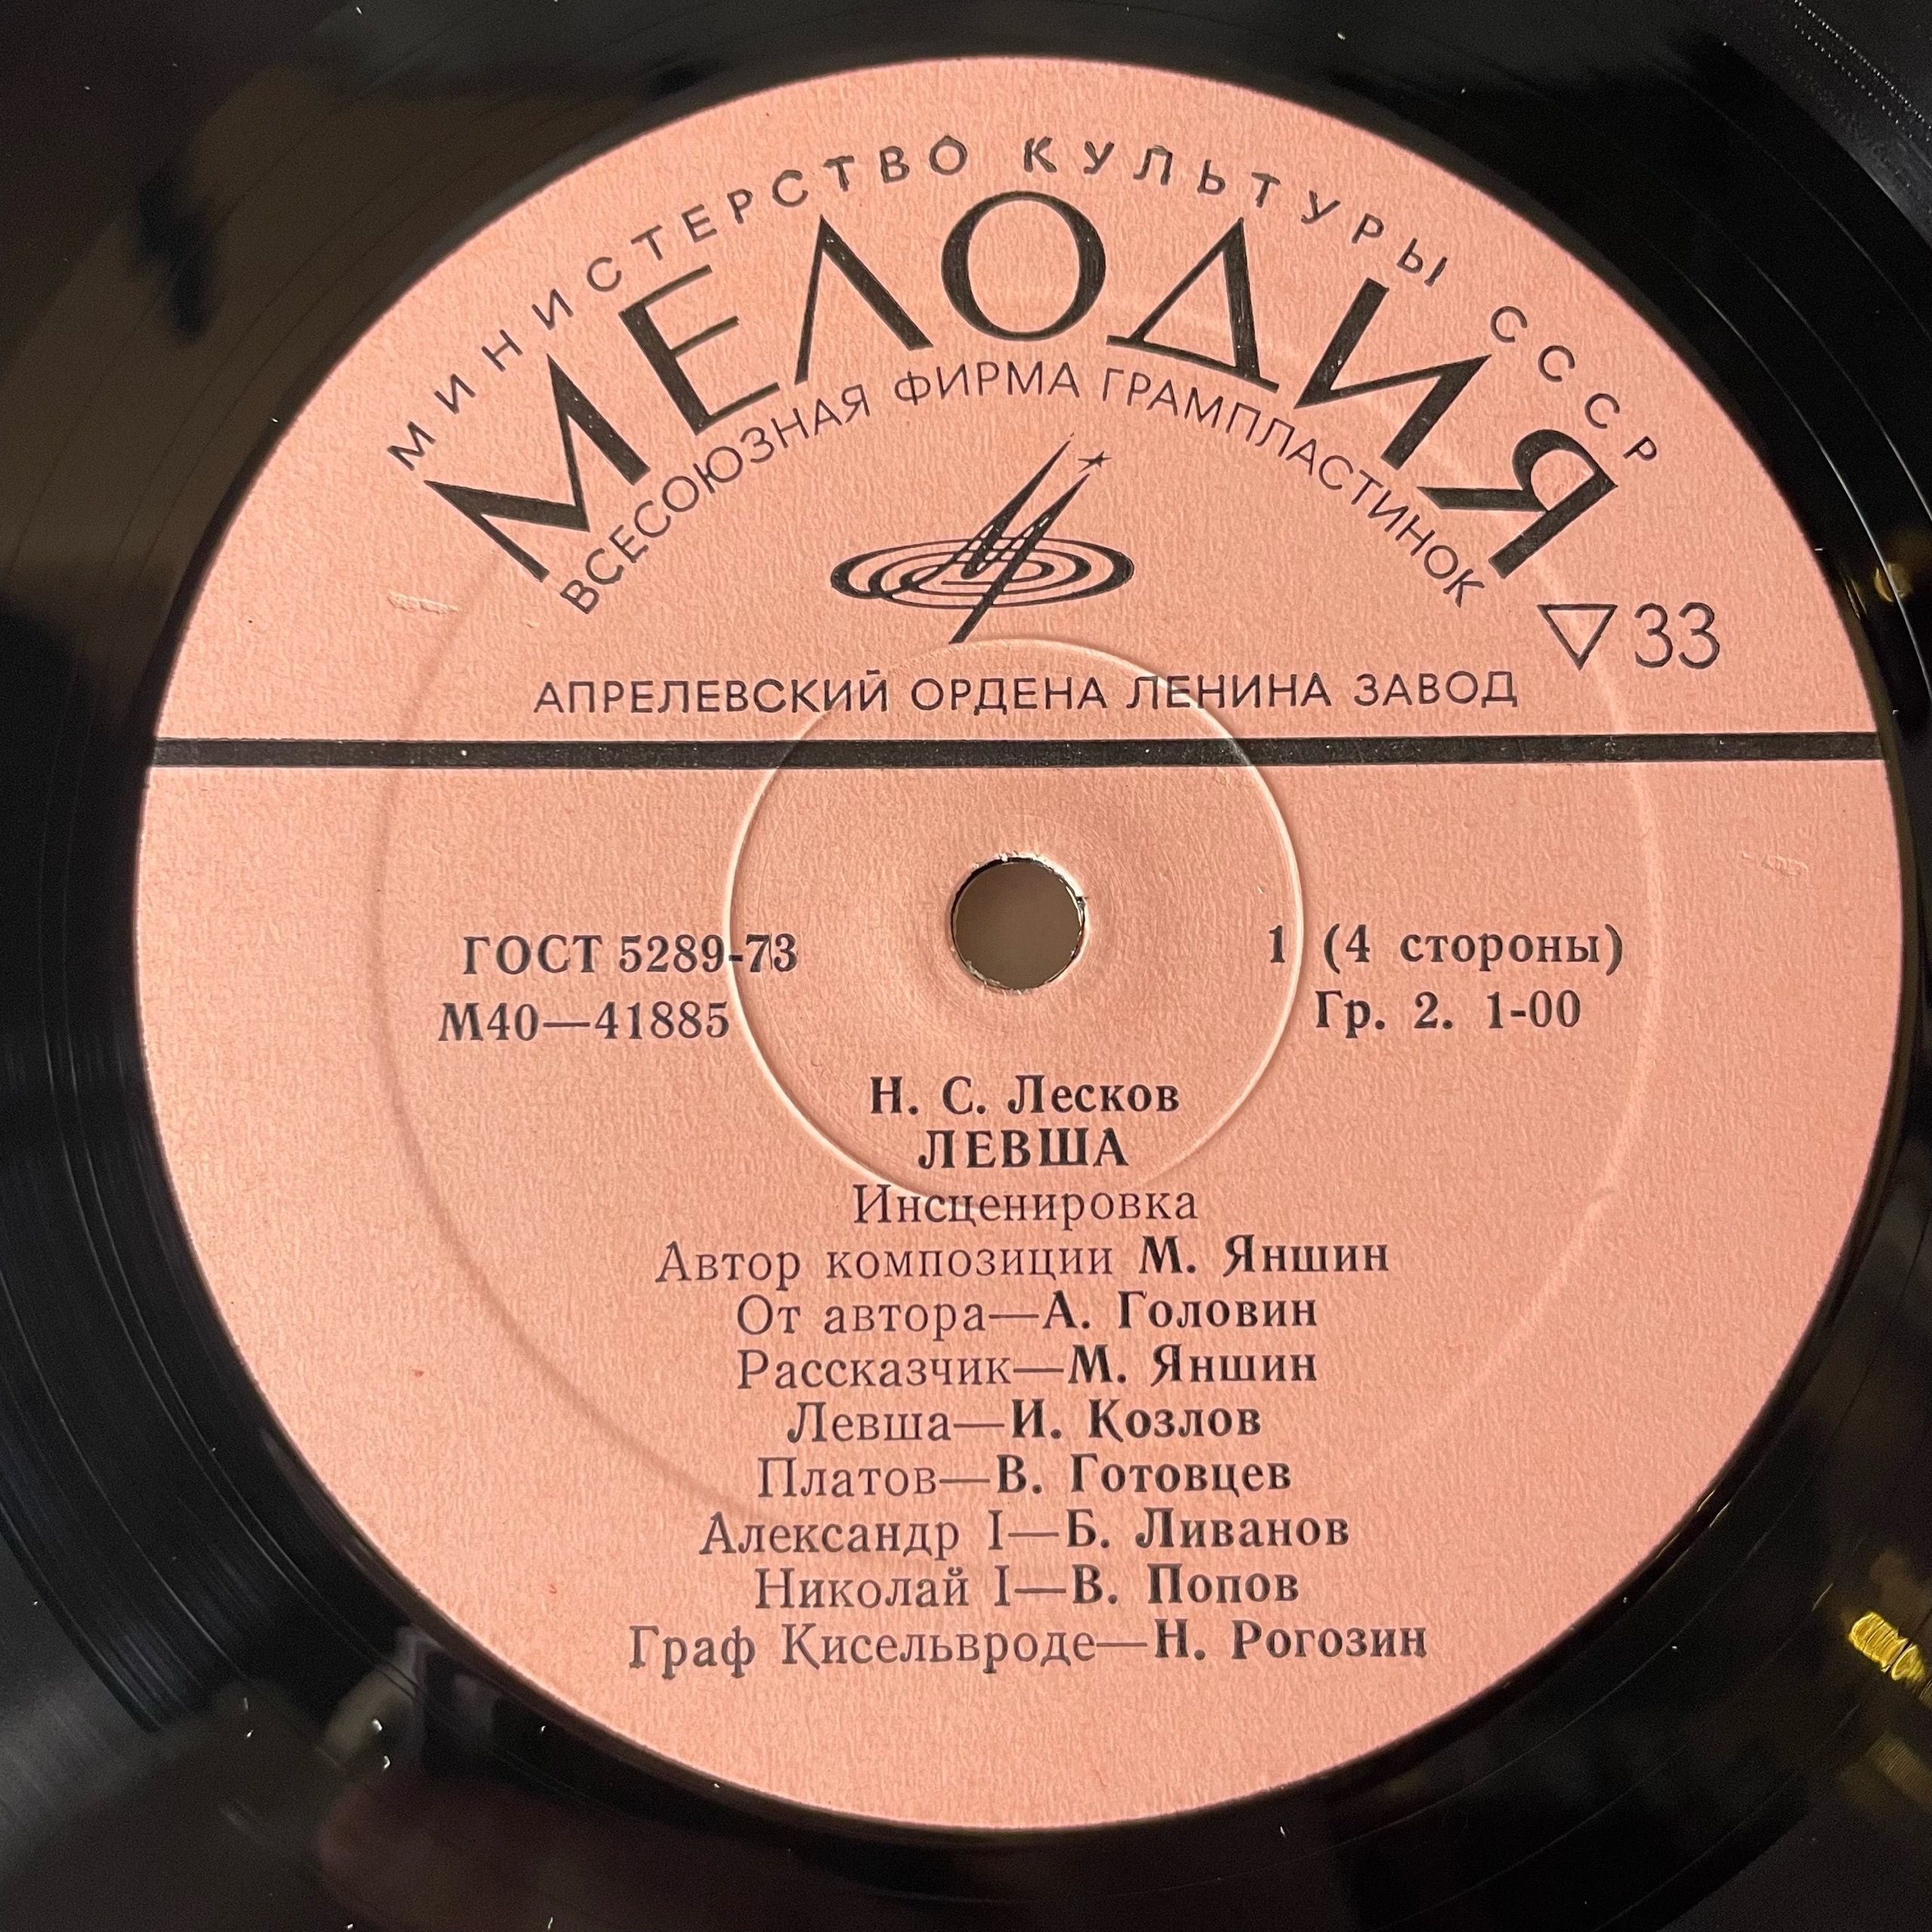 МИНИСТЕРСТВО КУЛЬТУРЫ СССР
МЕЛОДИЯ
ВСЕСОЮЗНАЯ ФИРМА ГРАМПЛАСТИНОК
33
АПРЕЛЕВСКИЙ ОРДЕНА ЛЕНИНА ЗАВОД
ГОСТ 5289-73
М40—41885
1 (4 стороны)
Гр. 2. 1-00
Н. С. Лесков
ЛЕВША
Инсценировка
Автор композиции М. Яншин
От автора—А. Головин
Рассказчик—М. Яншин
Левша—И. Козлов
Платов—В. Готовцев
Александр I—Б. Ливанов
Николай I—В. Попов
Граф Кисельвроде—Н. Рогозин